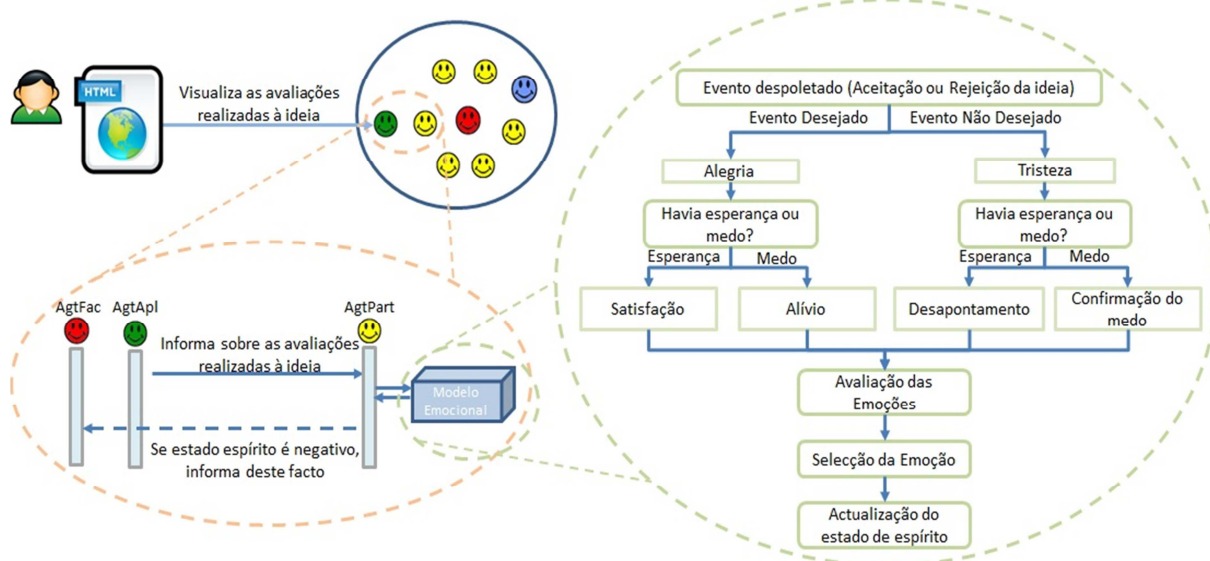 HTML
Visualiza as avaliações
realizadas à ideia
AgtFac
AgtApl
AgtPart
Informa sobre as avaliações
realizadas à ideia
Modelo
Emocional
Se estado espírito é negativo,
informa deste facto
Evento despoletado (Aceitação ou Rejeição da ideia)
Evento Desejado
Evento Não Desejado
Alegria
Tristeza
Havia esperança ou
medo?
Havia esperança ou
medo?
Esperança
Medo
Esperança
Medo
Satisfação
Alívio
Desapontamento
Confirmação do
medo
Avaliação das
Emoções
Selecção da Emoção
Actualização do
estado de espírito